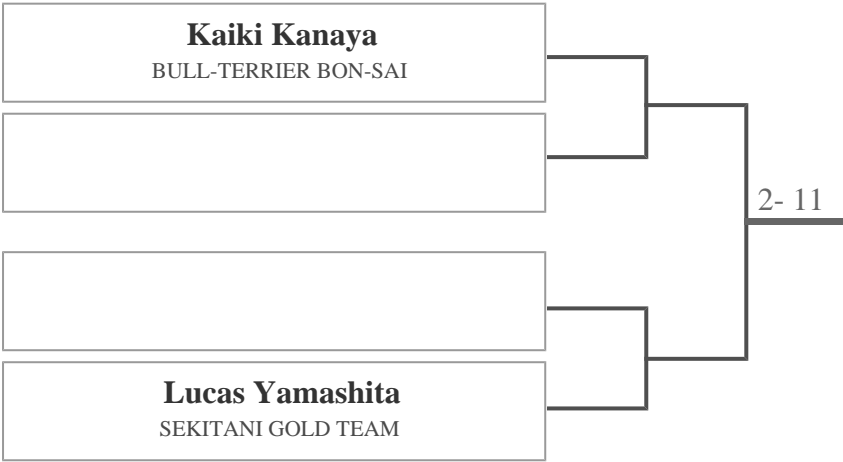 Kaiki Kanaya
BULL-TERRIER BON-SAI
2- 11
Lucas Yamashita
SEKITANI GOLD TEAM